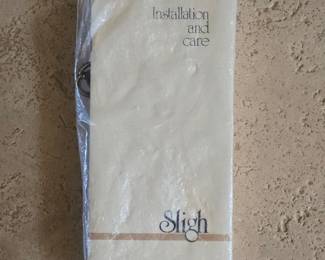 Installation
and
care
Sligh